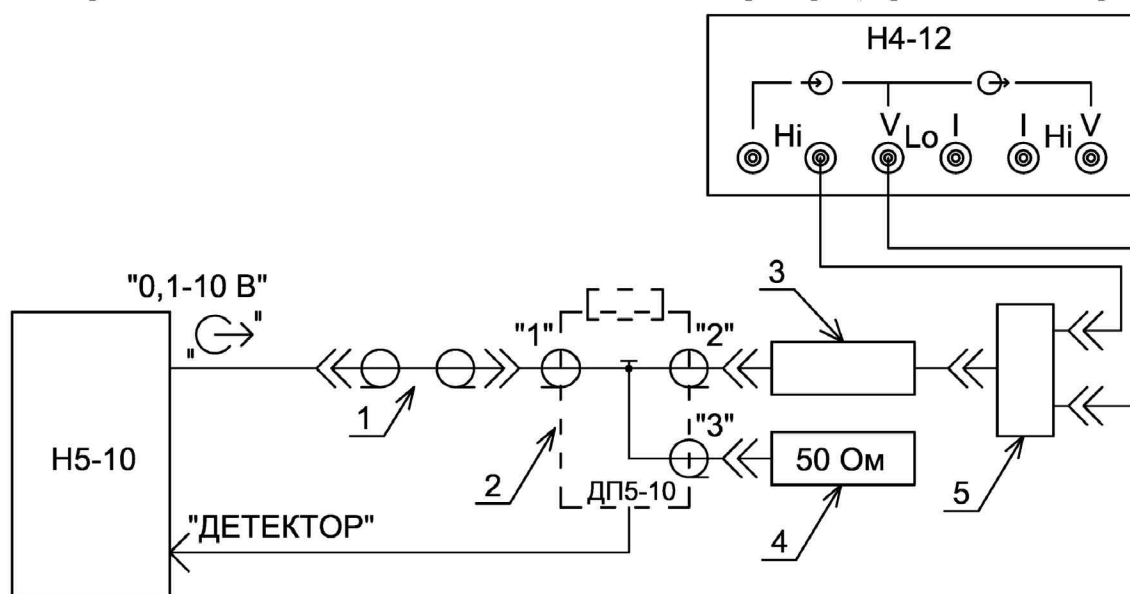 Н4-12
Hi V Lo I I Hi V
"0,1-10 В"
" "
3
"1" "2"
1
"3"
Н5-10
2
50 Ом
ДП5-10
5
4
"ДЕТЕКТОР"